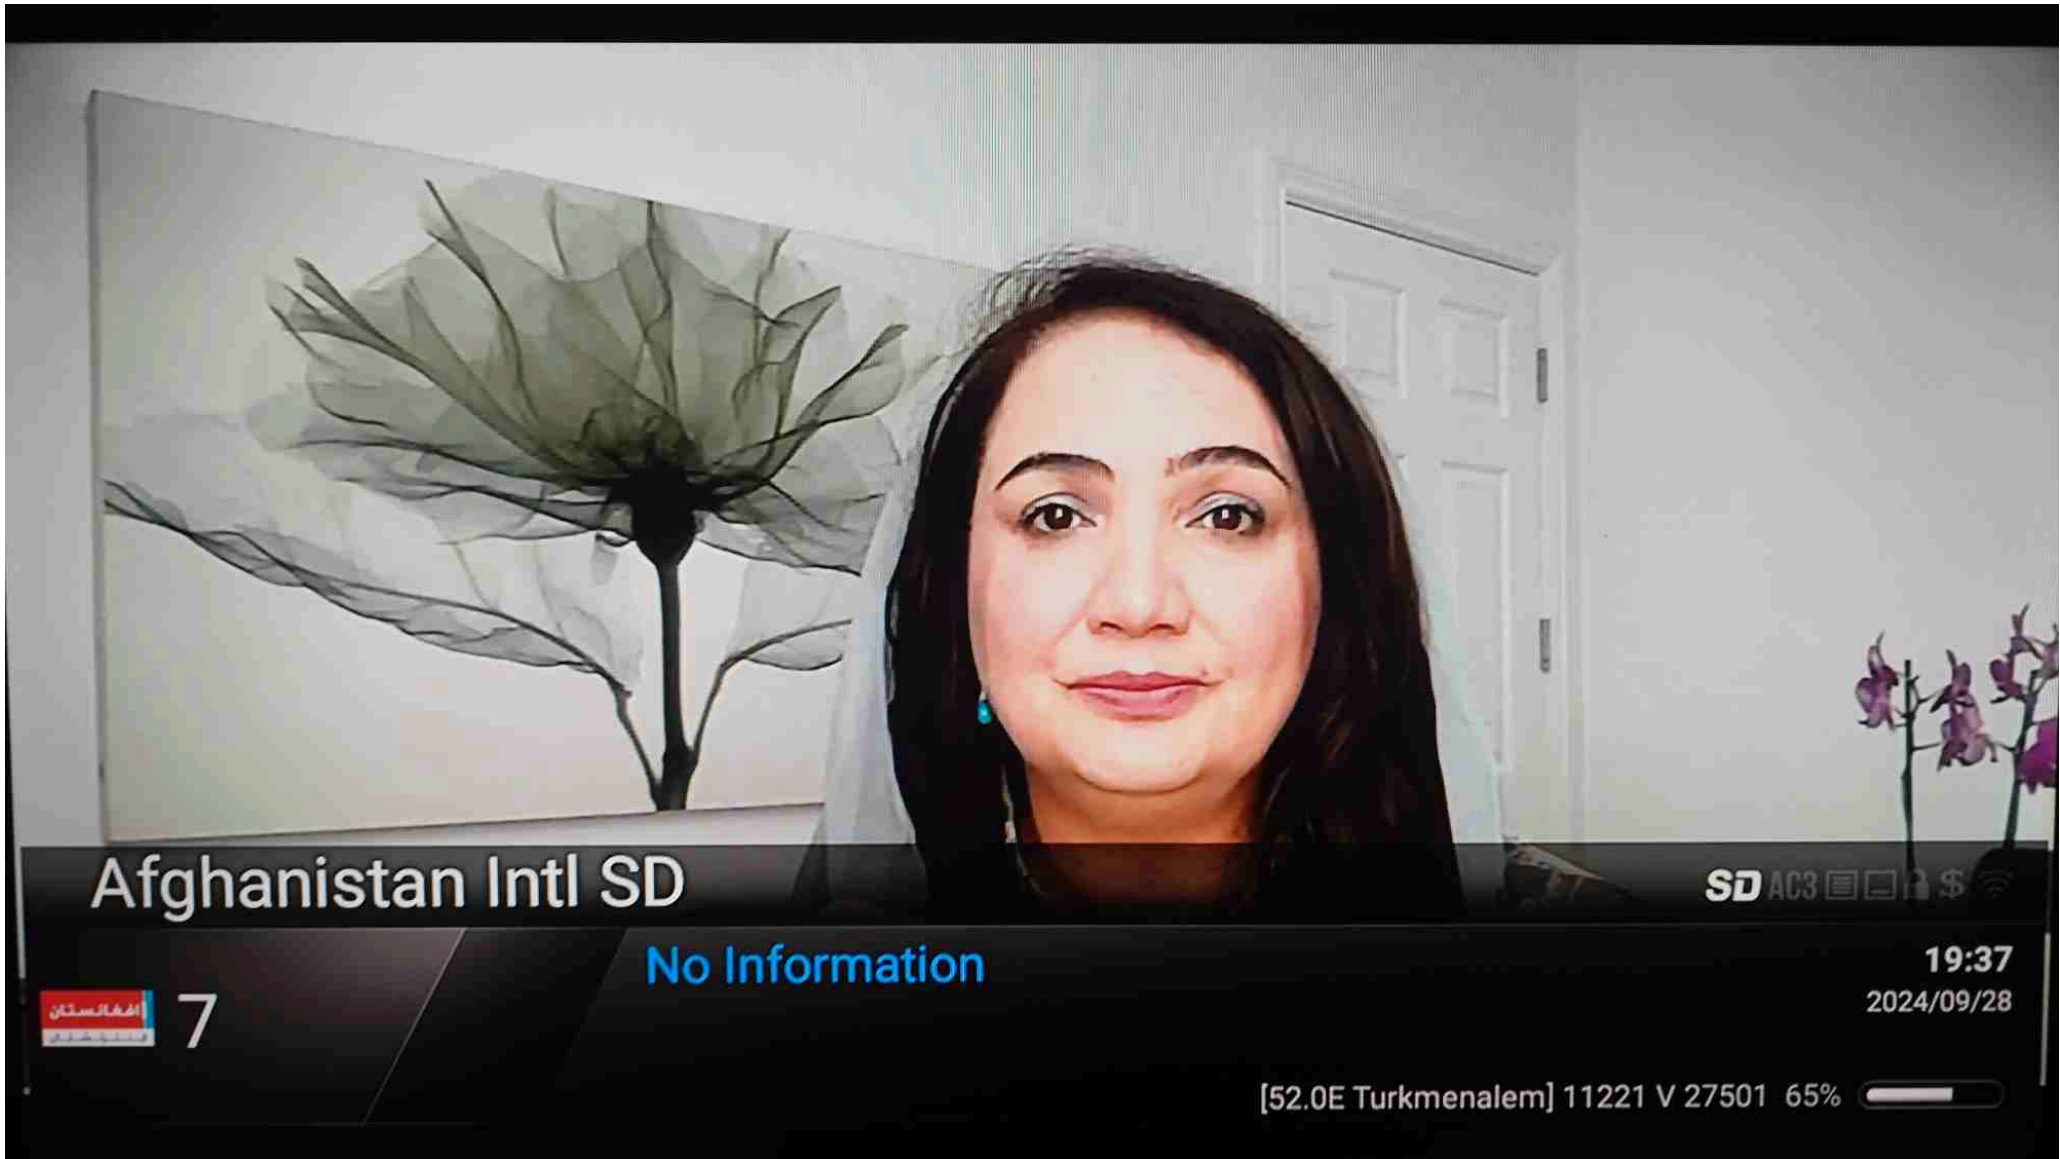 Afghanistan Intl SD
SD AC3 $
No Information
19:37
2024/09/28
افغانستان
7
[52.0E Turkmenalem] 11221 V 27501 65%